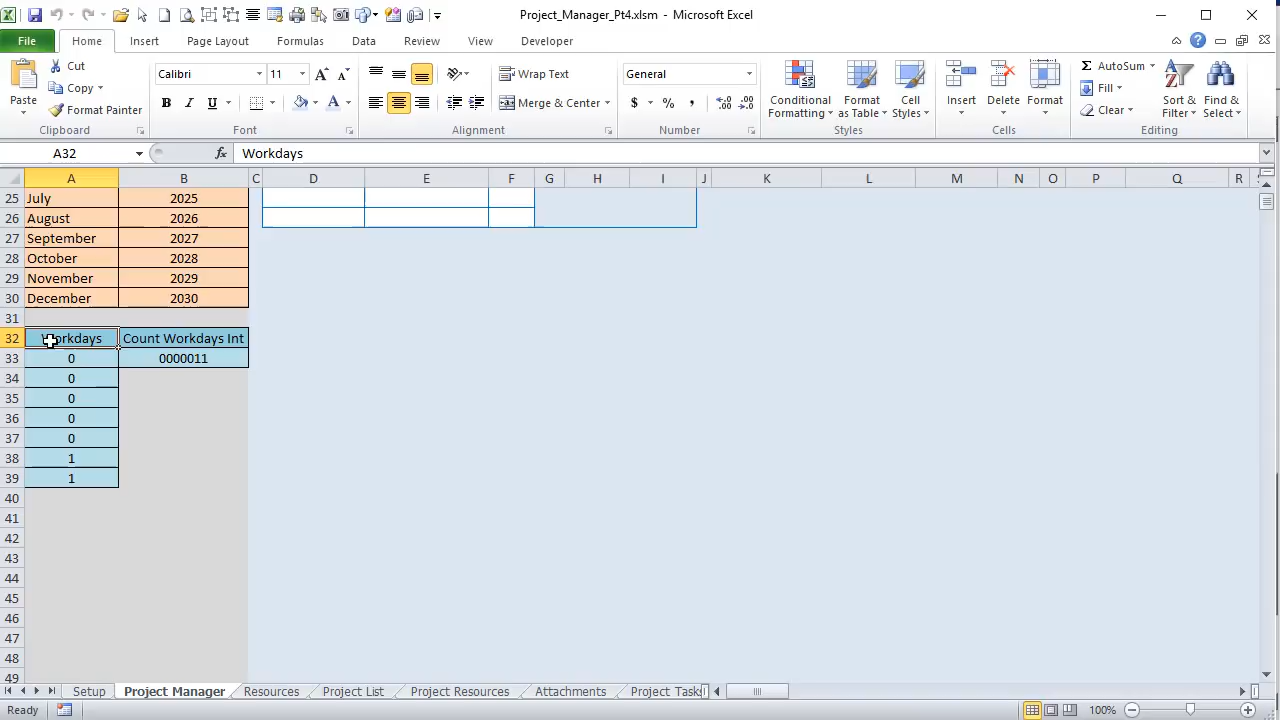 Project_Manager_Pt4.xlsm - Microsoft Excel
File Home Insert Page Layout Formulas Data Review View Developer
Paste Cut Copy Format Painter Clipboard
Calibri 11 B I U A A A Font
Wrap Text Merge & Center Alignment
General $ % , Number
Conditional Formatting Format as Table Cell Styles Styles
Insert Delete Format Cells
Σ AutoSum Fill Clear Sort & Filter Find & Select Editing
A32 fx Workdays
A B C D E F G H I J K L M N O P Q R
25 July 2025
26 August 2026
27 September 2027
28 October 2028
29 November 2029
30 December 2030
31
32 Workdays Count Workdays Int
33 0 0000011
34 0
35 0
36 0
37 0
38 1
39 1
40
41
42
43
44
45
46
47
48
49
Setup Project Manager Resources Project List Project Resources Attachments Project Tasks
Ready 100%